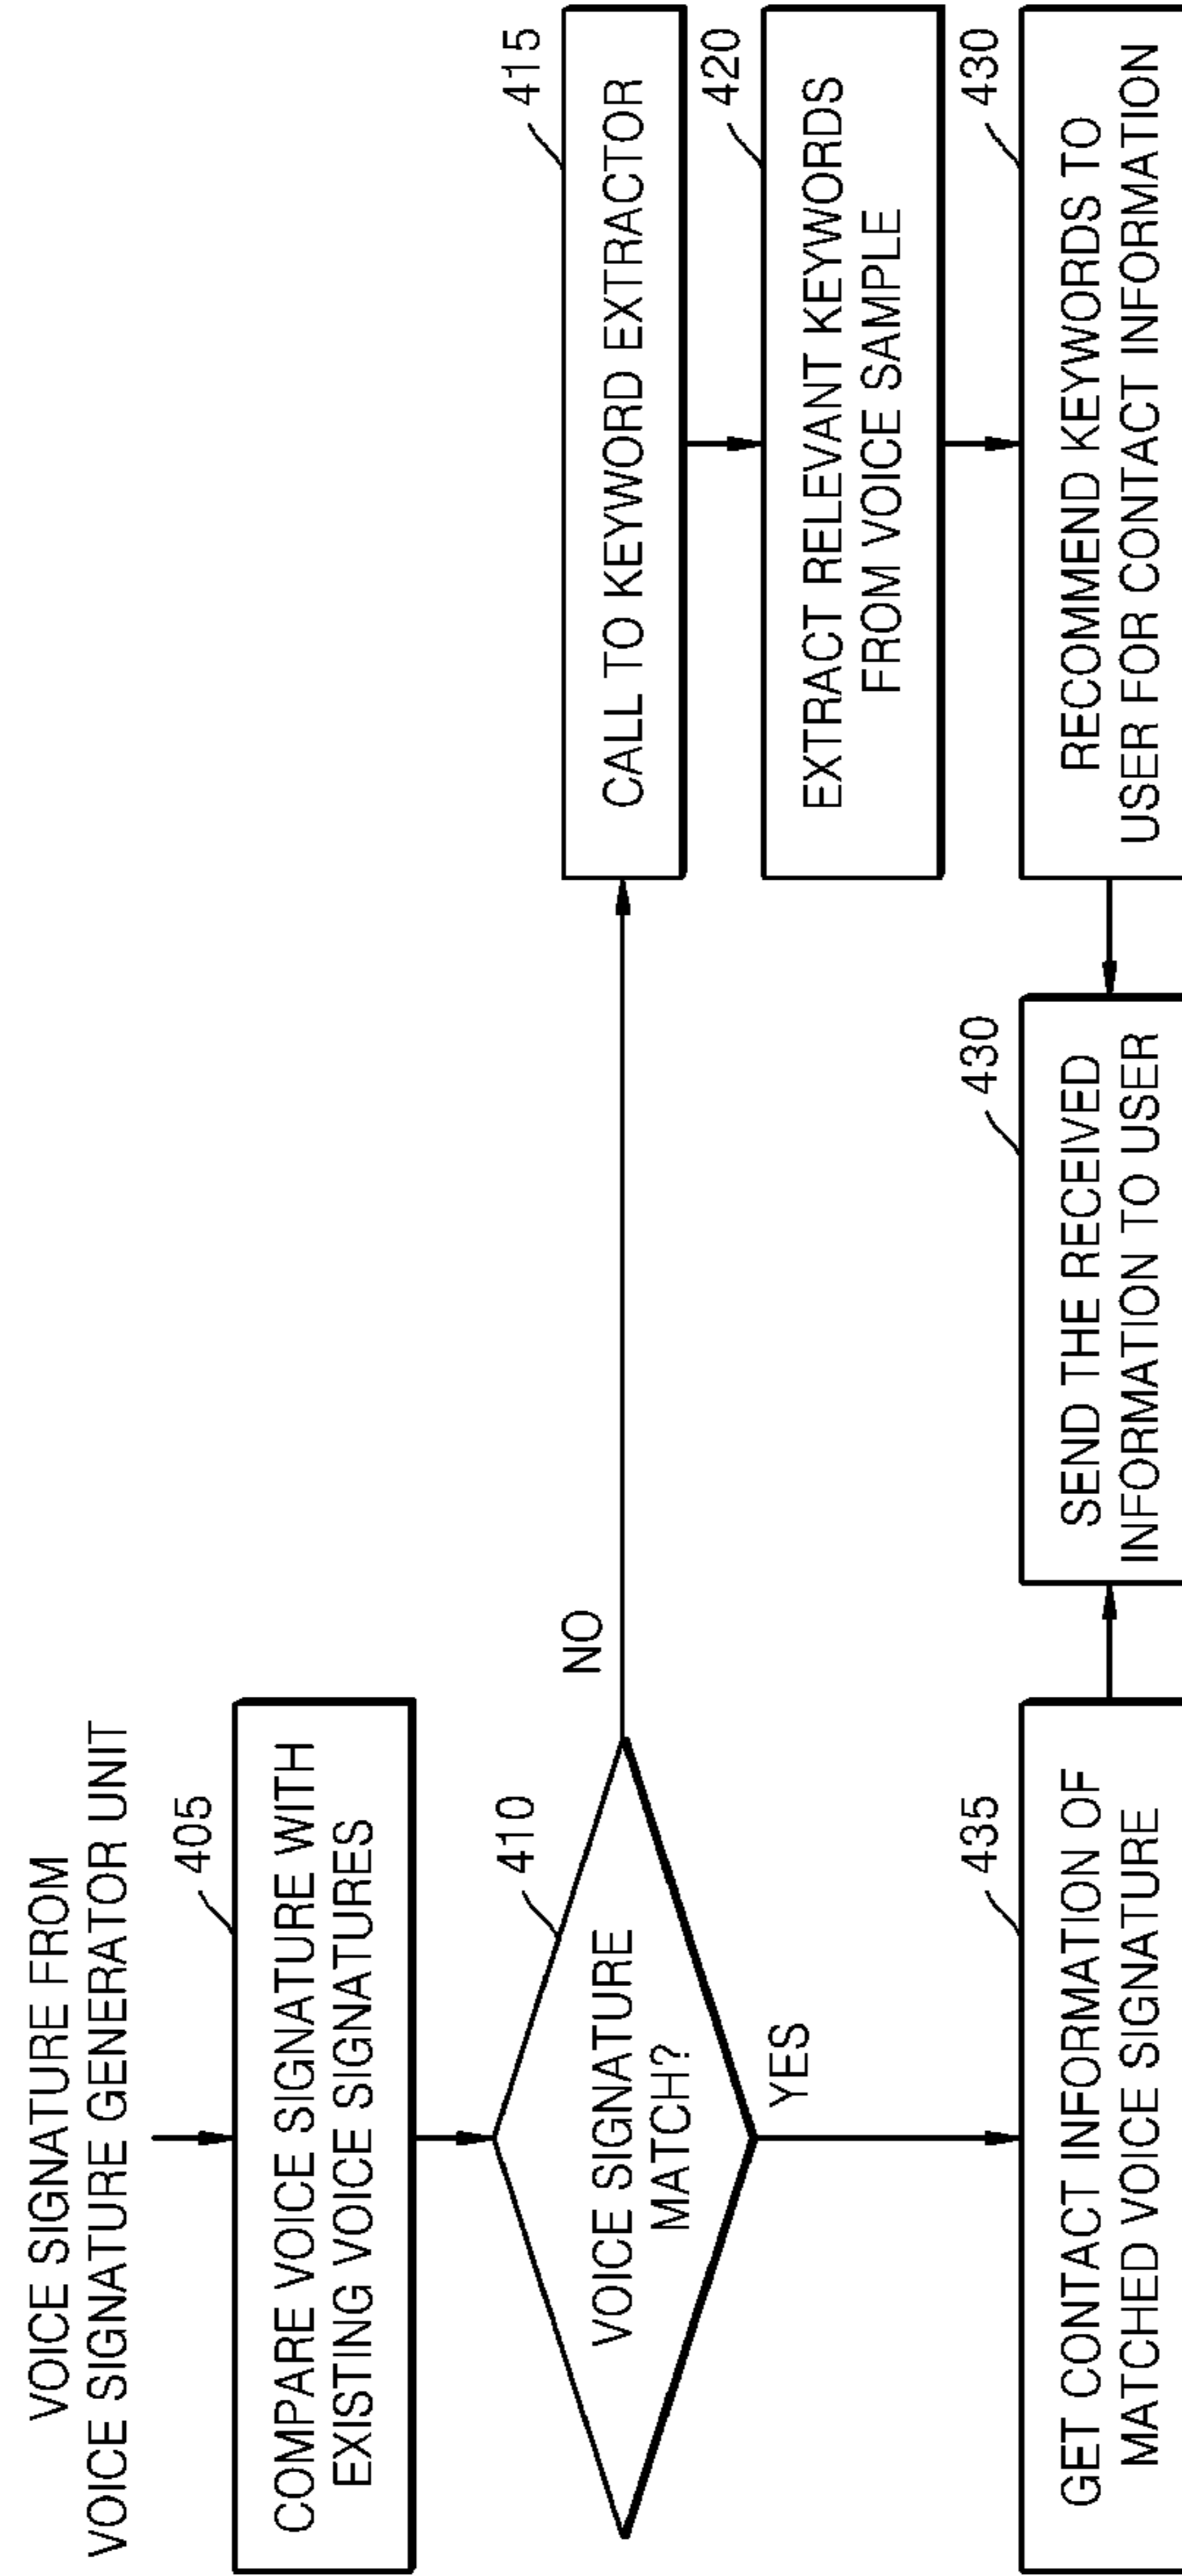 VOICE SIGNATURE FROM
VOICE SIGNATURE GENERATOR UNIT
405
COMPARE VOICE SIGNATURE WITH
EXISTING VOICE SIGNATURES
410
VOICE SIGNATURE
MATCH?
NO
YES
415
CALL TO KEYWORD EXTRACTOR
420
EXTRACT RELEVANT KEYWORDS
FROM VOICE SAMPLE
435
GET CONTACT INFORMATION OF
MATCHED VOICE SIGNATURE
430
SEND THE RECEIVED
INFORMATION TO USER
430
RECOMMEND KEYWORDS TO
USER FOR CONTACT INFORMATION